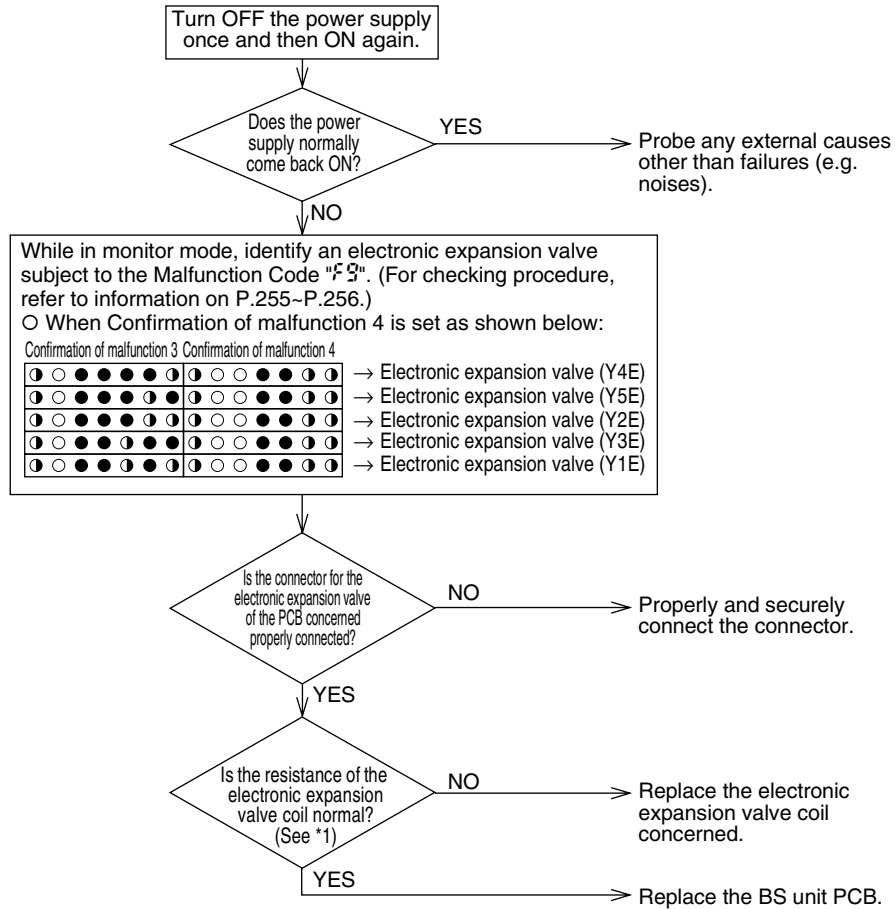 Turn OFF the power supply
once and then ON again.
Does the power
supply normally
come back ON?
YES
Probe any external causes
other than failures (e.g.
noises).
NO
While in monitor mode, identify an electronic expansion valve
subject to the Malfunction Code "F9". (For checking procedure,
refer to information on P.255~P.256.)
○ When Confirmation of malfunction 4 is set as shown below:
Confirmation of malfunction 3 Confirmation of malfunction 4
◑ ○ ● ● ● ● ◑ ◑ ○ ○ ● ● ◑ ◑ → Electronic expansion valve (Y4E)
◑ ○ ● ● ● ◑ ● ◑ ○ ○ ● ● ◑ ◑ → Electronic expansion valve (Y5E)
◑ ○ ● ● ● ◑ ◑ ◑ ○ ○ ● ● ◑ ◑ → Electronic expansion valve (Y2E)
◑ ○ ● ● ◑ ● ● ◑ ○ ○ ● ● ◑ ◑ → Electronic expansion valve (Y3E)
◑ ○ ● ● ◑ ● ◑ ◑ ○ ○ ● ● ◑ ◑ → Electronic expansion valve (Y1E)
Is the connector for the
electronic expansion valve
of the PCB concerned
properly connected?
NO
Properly and securely
connect the connector.
YES
Is the resistance of the
electronic expansion
valve coil normal?
(See *1)
NO
Replace the electronic
expansion valve coil
concerned.
YES
Replace the BS unit PCB.